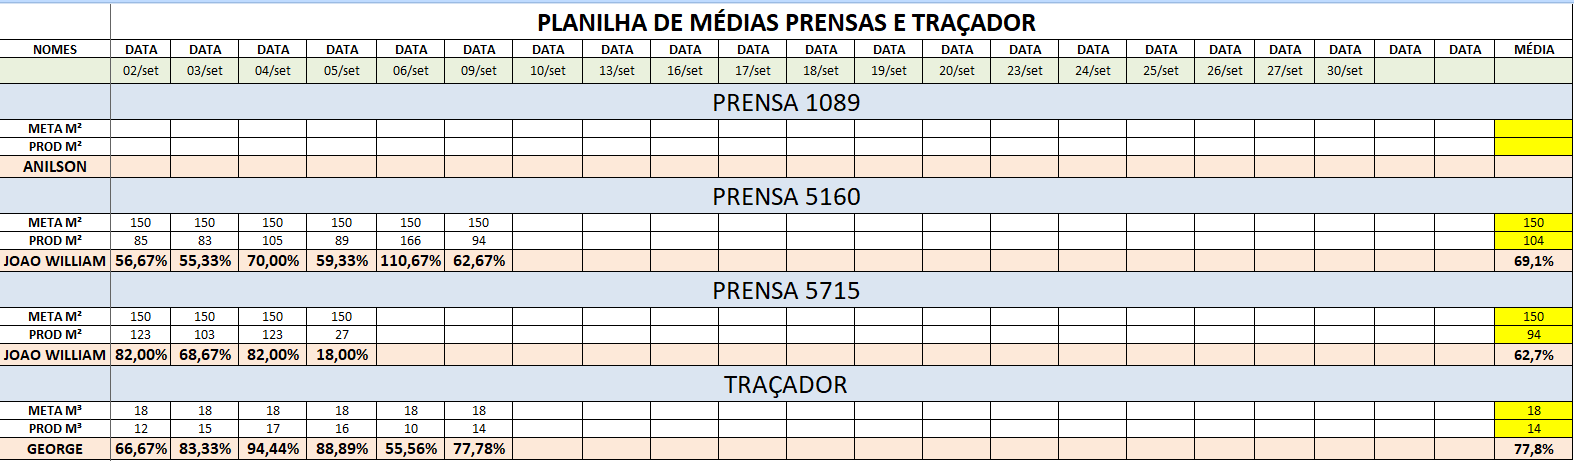 PLANILHA DE MÉDIAS PRENSAS E TRAÇADOR
NOMES DATA DATA DATA DATA DATA DATA DATA DATA DATA DATA DATA DATA DATA DATA DATA DATA DATA DATA DATA DATA DATA MÉDIA
02/set 03/set 04/set 05/set 06/set 09/set 10/set 13/set 16/set 17/set 18/set 19/set 20/set 23/set 24/set 25/set 26/set 27/set 30/set
PRENSA 1089
META M²
PROD M²
ANILSON
PRENSA 5160
META M² 150 150 150 150 150 150 150
PROD M² 85 83 105 89 166 94 104
JOAO WILLIAM 56,67% 55,33% 70,00% 59,33% 110,67% 62,67% 69,1%
PRENSA 5715
META M² 150 150 150 150 150
PROD M² 123 103 123 27 94
JOAO WILLIAM 82,00% 68,67% 82,00% 18,00% 62,7%
TRAÇADOR
META M³ 18 18 18 18 18 18 18
PROD M³ 12 15 17 16 10 14 14
GEORGE 66,67% 83,33% 94,44% 88,89% 55,56% 77,78% 77,8%